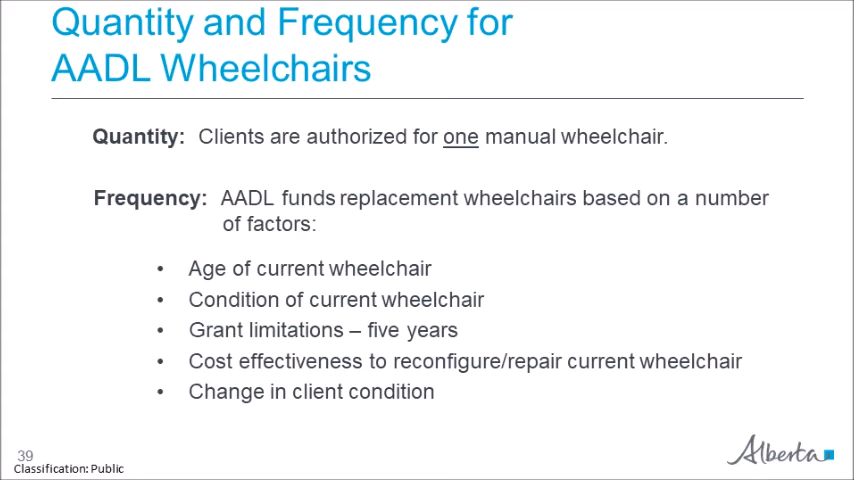 Quantity and Frequency for
AADL Wheelchairs
Quantity: Clients are authorized for one manual wheelchair.
Frequency: AADL funds replacement wheelchairs based on a number
of factors:
• Age of current wheelchair
• Condition of current wheelchair
• Grant limitations – five years
• Cost effectiveness to reconfigure/repair current wheelchair
• Change in client condition
39
Classification: Public
Alberta